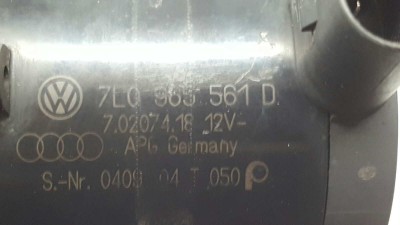 7L0 965 561 D
7.02074.18 12V-
APG Germany
S.-Nr. 0409 04 T 050